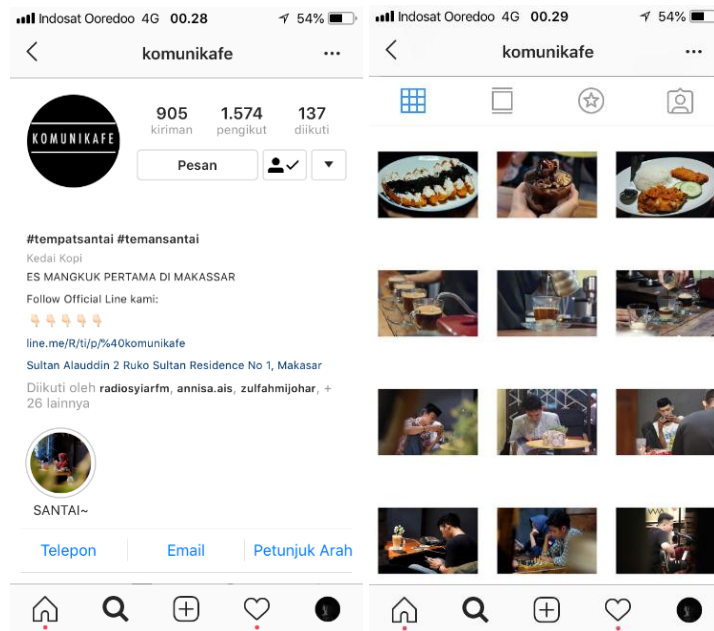 Indosat Ooredoo 4G 00.28 54%
komunikafe
KOMUNIKAFE
905 1.574 137
kiriman pengikut diikuti
Pesan
#tempatsantai #temansantai
Kedai Kopi
ES MANGKUK PERTAMA DI MAKASSAR
Follow Official Line kami:
line.me/R/ti/p/%40komunikafe
Sultan Alauddin 2 Ruko Sultan Residence No 1, Makasar
Diikuti oleh radiosyiarfm, annisa.ais, zulfahmijohar, +
26 lainnya
SANTAI~
Telepon Email Petunjuk Arah
Indosat Ooredoo 4G 00.29 54%
komunikafe